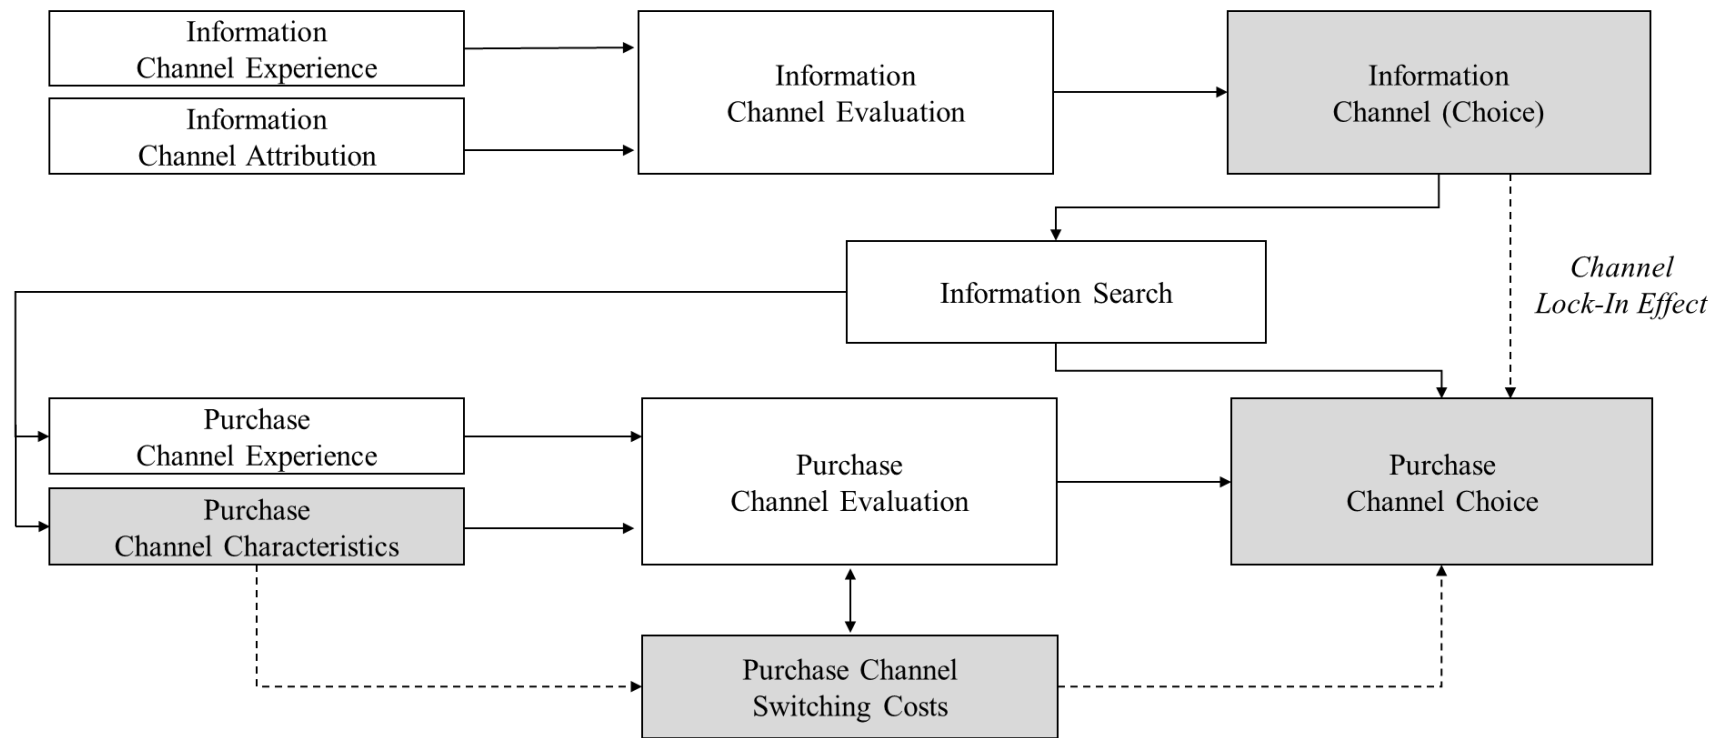 Information
Channel Experience
Information
Channel Attribution
Information
Channel Evaluation
Information
Channel (Choice)
Information Search
Channel
Lock-In Effect
Purchase
Channel Experience
Purchase
Channel Characteristics
Purchase
Channel Evaluation
Purchase
Channel Choice
Purchase Channel
Switching Costs